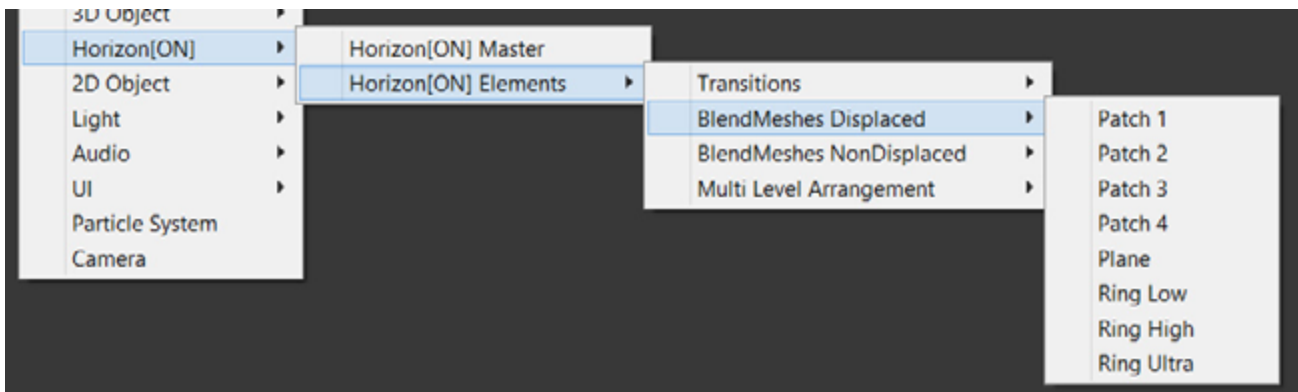 3D Object
Horizon[ON]
2D Object
Light
Audio
UI
Particle System
Camera
Horizon[ON] Master
Horizon[ON] Elements
Transitions
BlendMeshes Displaced
BlendMeshes NonDisplaced
Multi Level Arrangement
Patch 1
Patch 2
Patch 3
Patch 4
Plane
Ring Low
Ring High
Ring Ultra